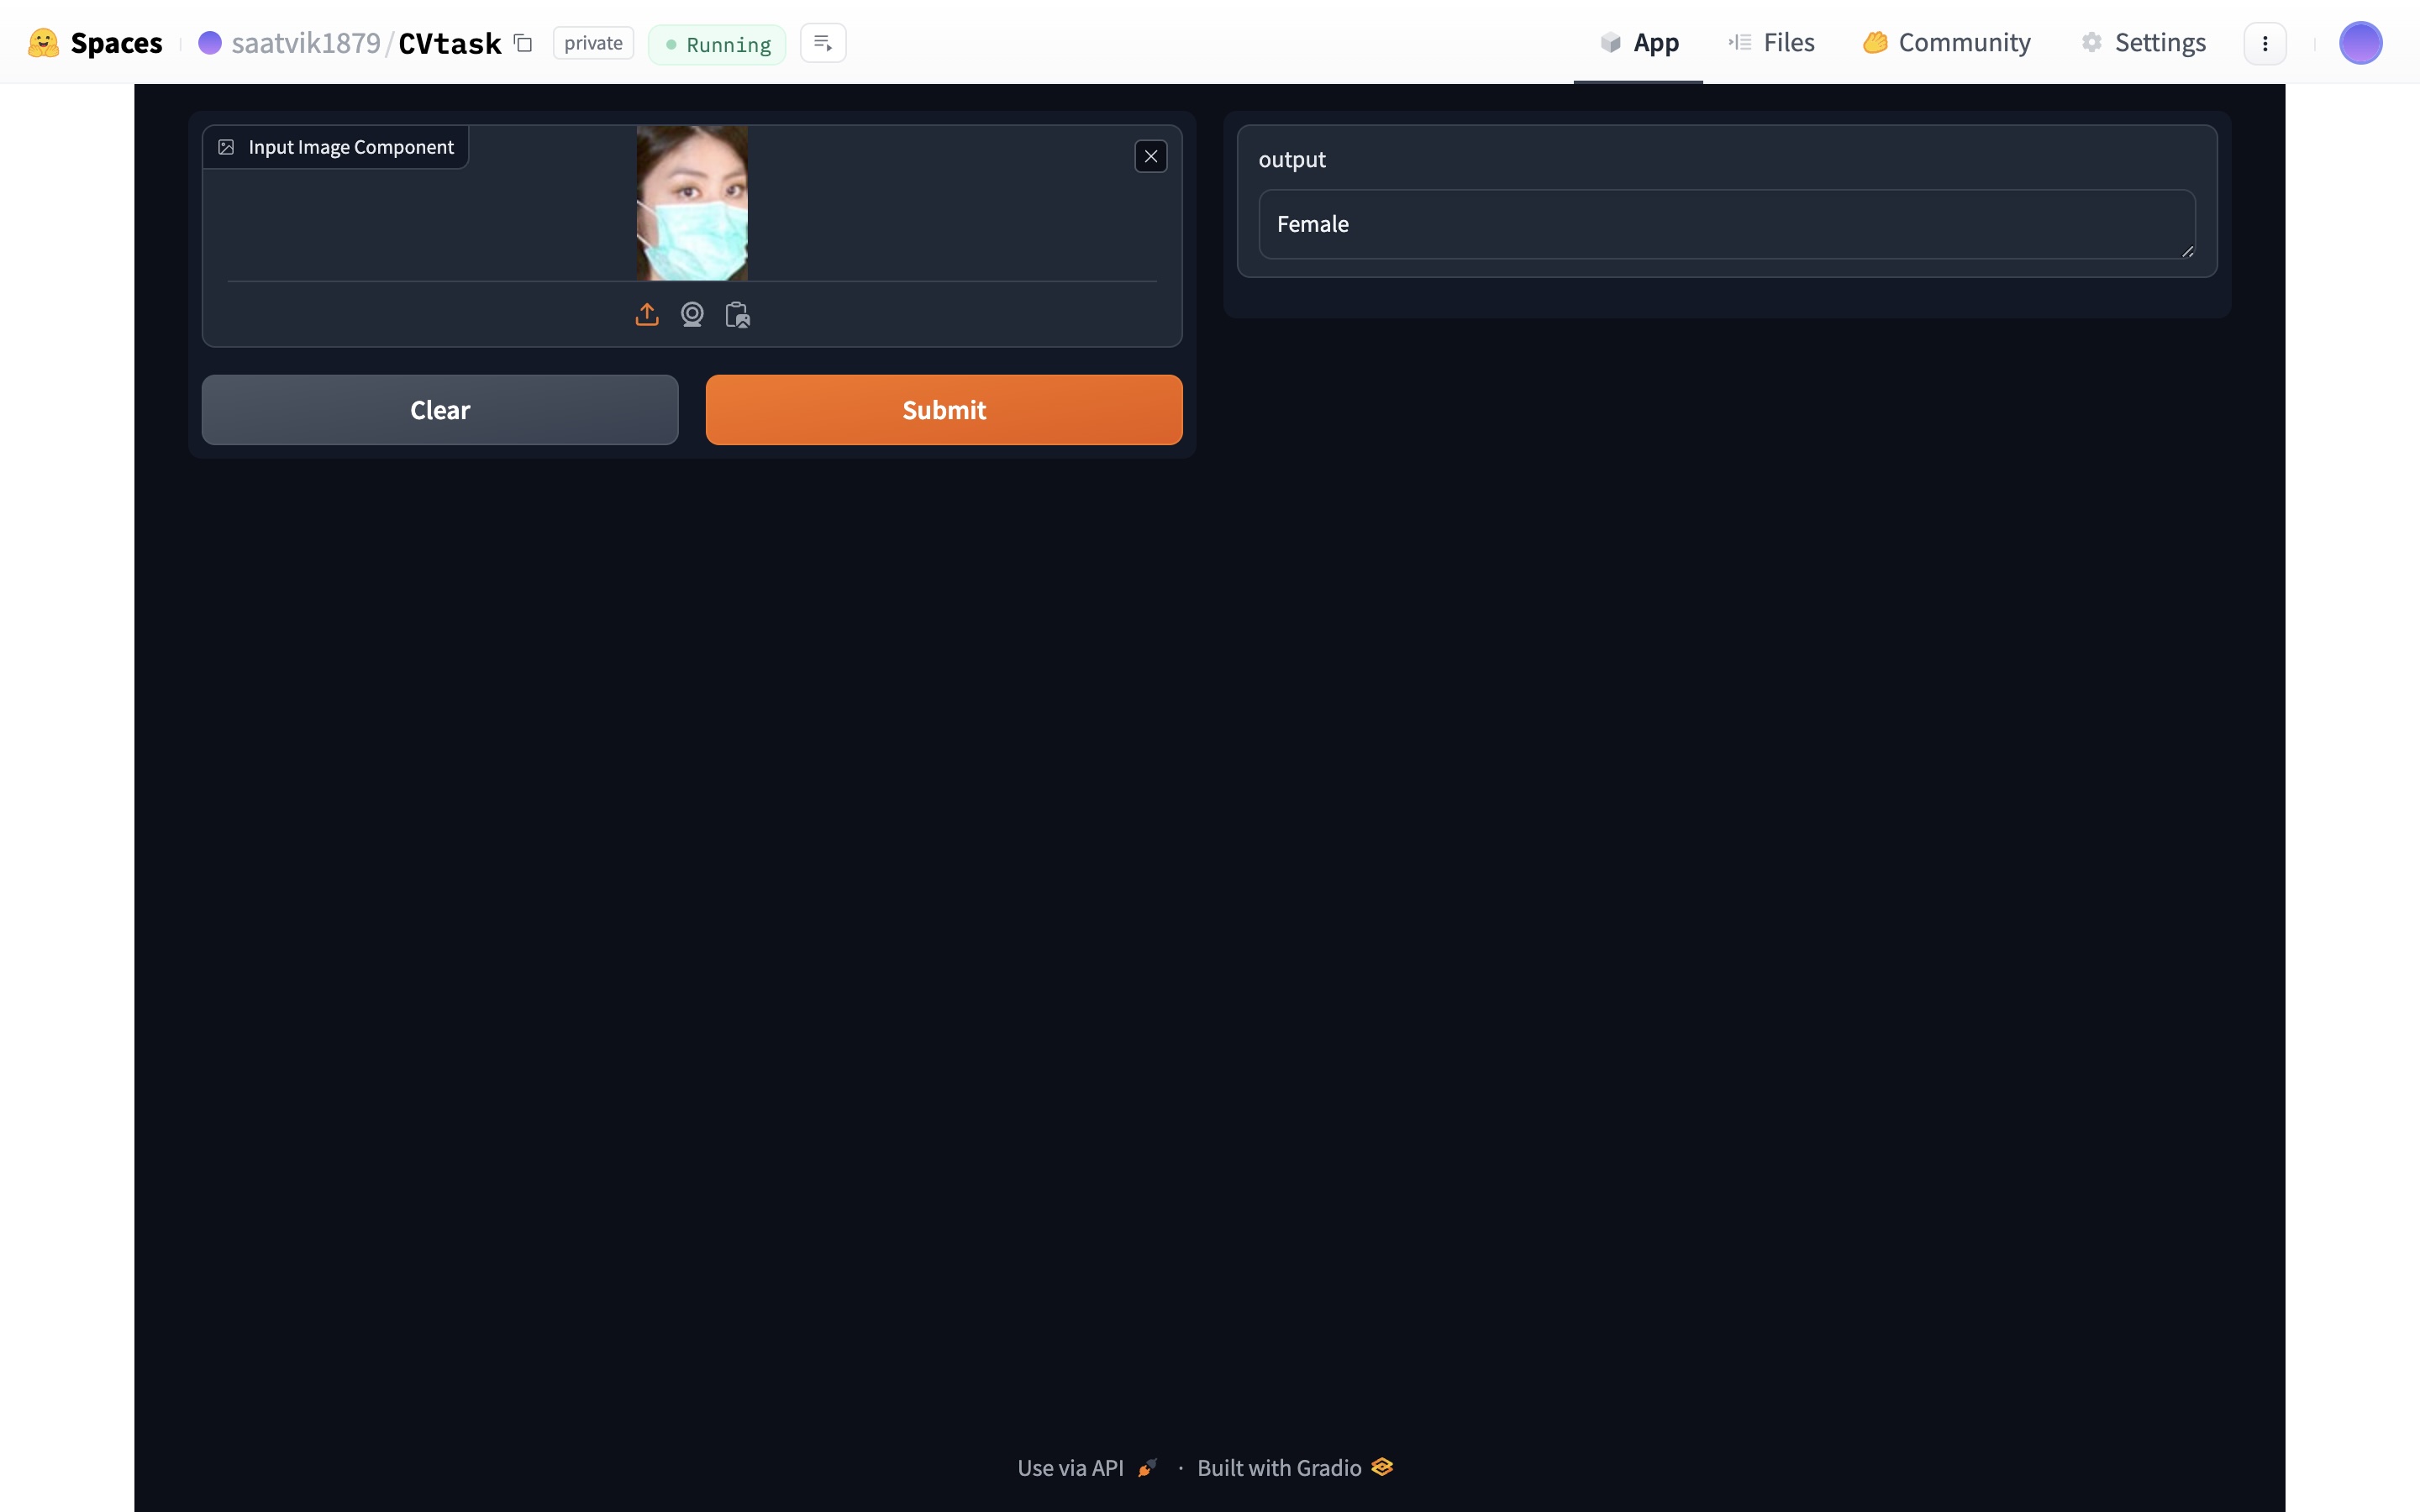 Spaces saatvik1879/CVtask private Running App Files Community Settings
Input Image Component
output
Female
Clear Submit
Use via API · Built with Gradio